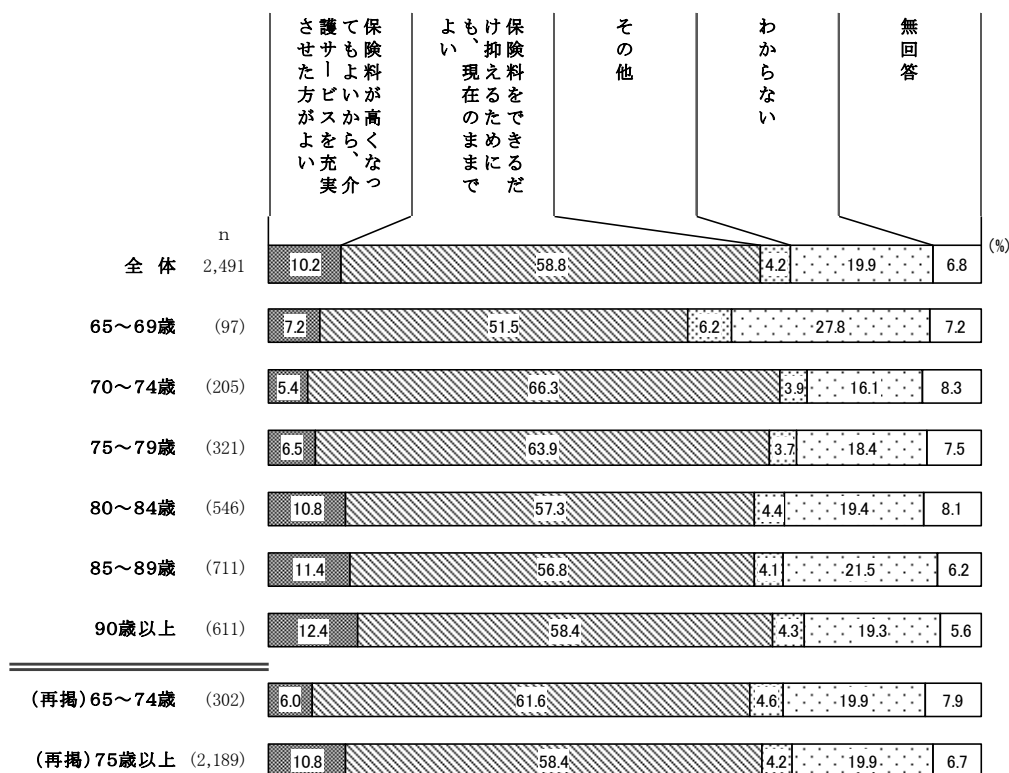 保険料が高くなっ
てもよいから、介
護サービスを充実
させた方がよい
保険料をできるだ
け抑えるために
も、現在のままで
よい
その他
わからない
無回答
n
(%)
全 体 2,491 10.2 58.8 4.2 19.9 6.8
65～69歳 (97) 7.2 51.5 6.2 27.8 7.2
70～74歳 (205) 5.4 66.3 3.9 16.1 8.3
75～79歳 (321) 6.5 63.9 3.7 18.4 7.5
80～84歳 (546) 10.8 57.3 4.4 19.4 8.1
85～89歳 (711) 11.4 56.8 4.1 21.5 6.2
90歳以上 (611) 12.4 58.4 4.3 19.3 5.6
(再掲)65～74歳 (302) 6.0 61.6 4.6 19.9 7.9
(再掲)75歳以上 (2,189) 10.8 58.4 4.2 19.9 6.7